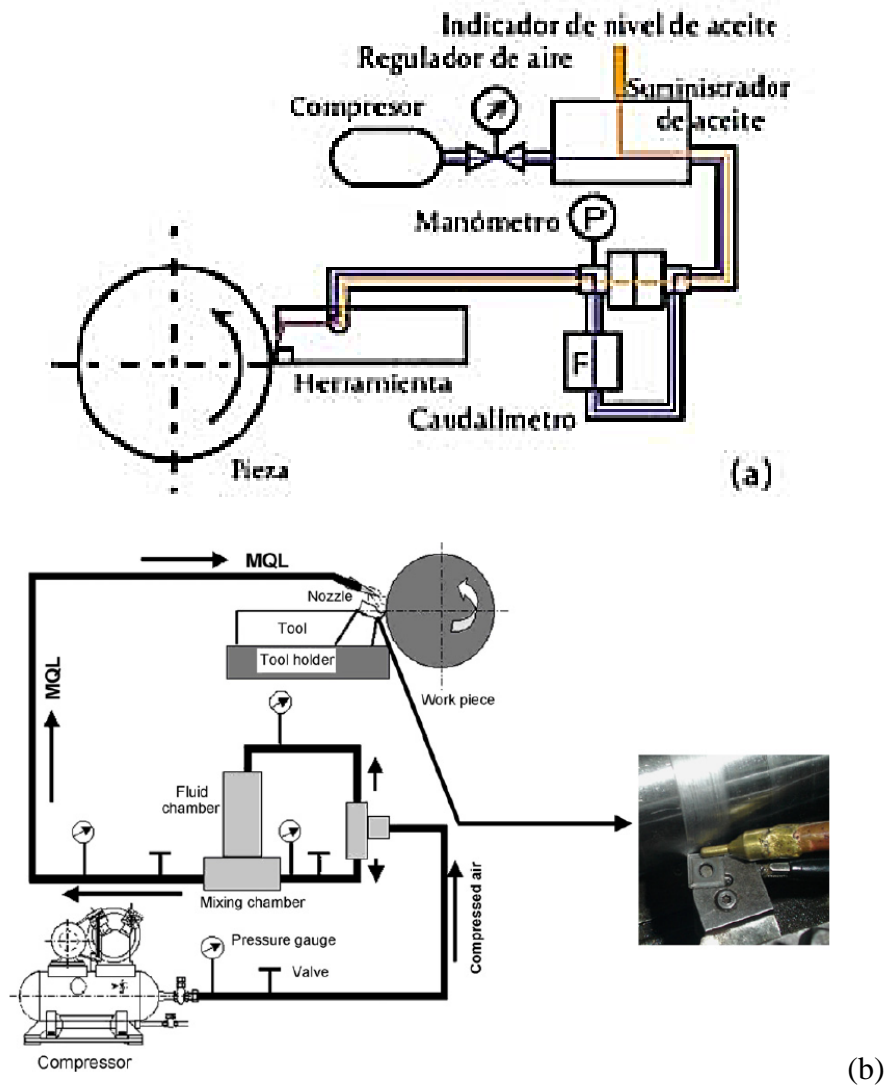 Indicador de nivel de aceite
Regulador de aire
Compresor
Suministrador
de aceite
Manómetro
P
F
Herramienta
Caudalímetro
Pieza
(a)
MQL
Nozzle
Tool
Tool holder
MQL
Work piece
Fluid
chamber
Mixing chamber
Compressed air
Pressure gauge
Valve
Compressor
(b)